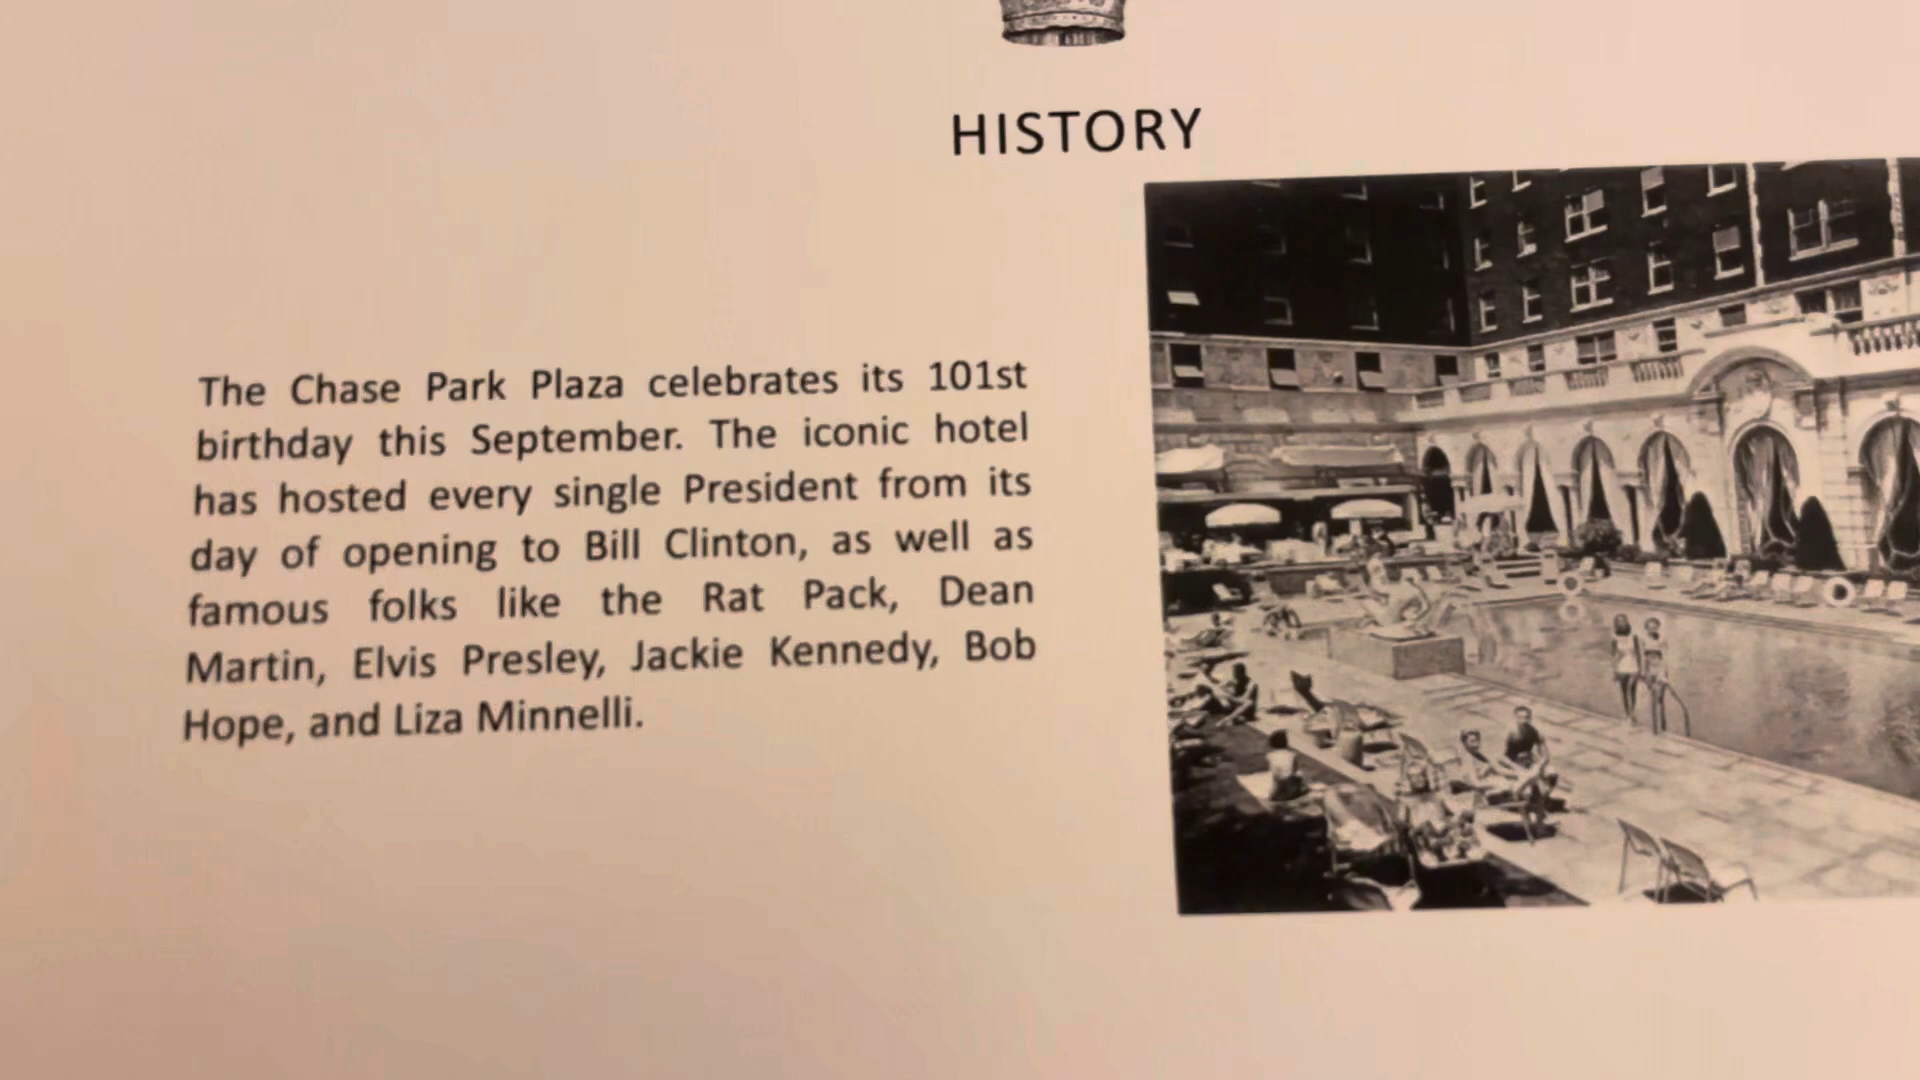 HISTORY
The Chase Park Plaza celebrates its 101st
birthday this September. The iconic hotel
has hosted every single President from its
day of opening to Bill Clinton, as well as
famous folks like the Rat Pack, Dean
Martin, Elvis Presley, Jackie Kennedy, Bob
Hope, and Liza Minnelli.